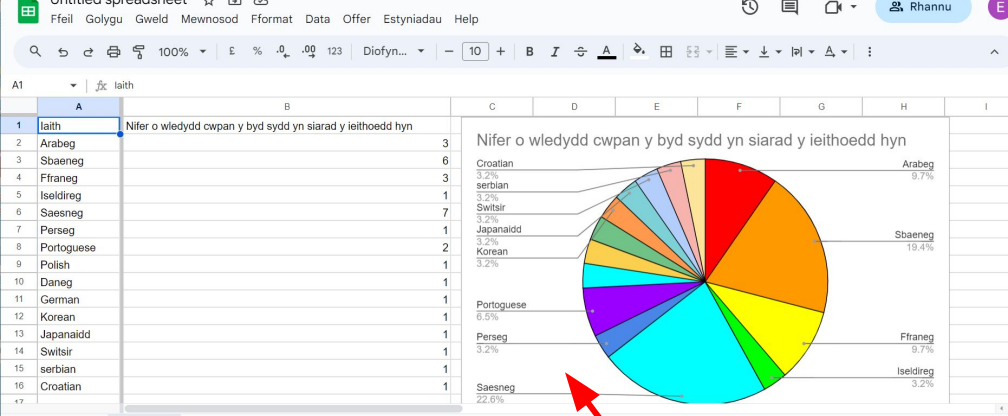 Untitled spreadsheet
Ffeil Golygu Gweld Mewnosod Fformat Data Offer Estyniadau Help
Rhannu
E
100% £ % .0 .00 123 Diofyn... − 10 + B I A
A1 fx Iaith
A B C D E F G H I
1 Iaith Nifer o wledydd cwpan y byd sydd yn siarad y ieithoedd hyn
2 Arabeg 3
3 Sbaeneg 6
4 Ffraneg 3
5 Iseldireg 1
6 Saesneg 7
7 Perseg 1
8 Portoguese 2
9 Polish 1
10 Daneg 1
11 German 1
12 Korean 1
13 Japanaidd 1
14 Switsir 1
15 serbian 1
16 Croatian 1
17
Nifer o wledydd cwpan y byd sydd yn siarad y ieithoedd hyn
Croatian
3.2%
serbian
3.2%
Switsir
3.2%
Japanaidd
3.2%
Korean
3.2%
Portoguese
6.5%
Perseg
3.2%
Saesneg
22.6%
Arabeg
9.7%
Sbaeneg
19.4%
Ffraneg
9.7%
Iseldireg
3.2%